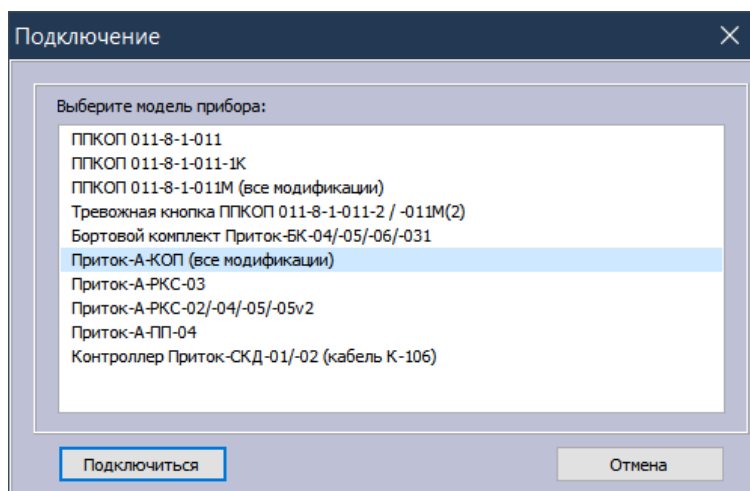 Подключение
Выберите модель прибора:
ППКОП 011-8-1-011
ППКОП 011-8-1-011-1К
ППКОП 011-8-1-011М (все модификации)
Тревожная кнопка ППКОП 011-8-1-011-2 / -011М(2)
Бортовой комплект Приток-БК-04/-05/-06/-031
Приток-А-КОП (все модификации)
Приток-А-РКС-03
Приток-А-РКС-02/-04/-05/-05v2
Приток-А-ПП-04
Контроллер Приток-СКД-01/-02 (кабель К-106)
Подключиться Отмена